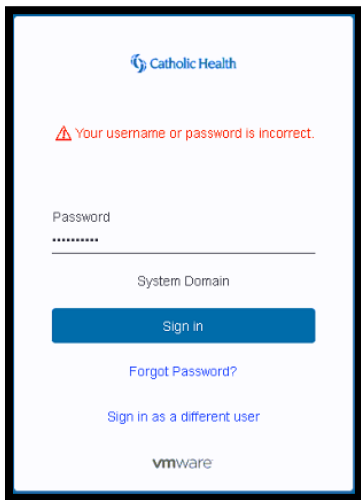 Catholic Health
Your username or password is incorrect.
Password
System Domain
Sign in
Forgot Password?
Sign in as a different user
vmware